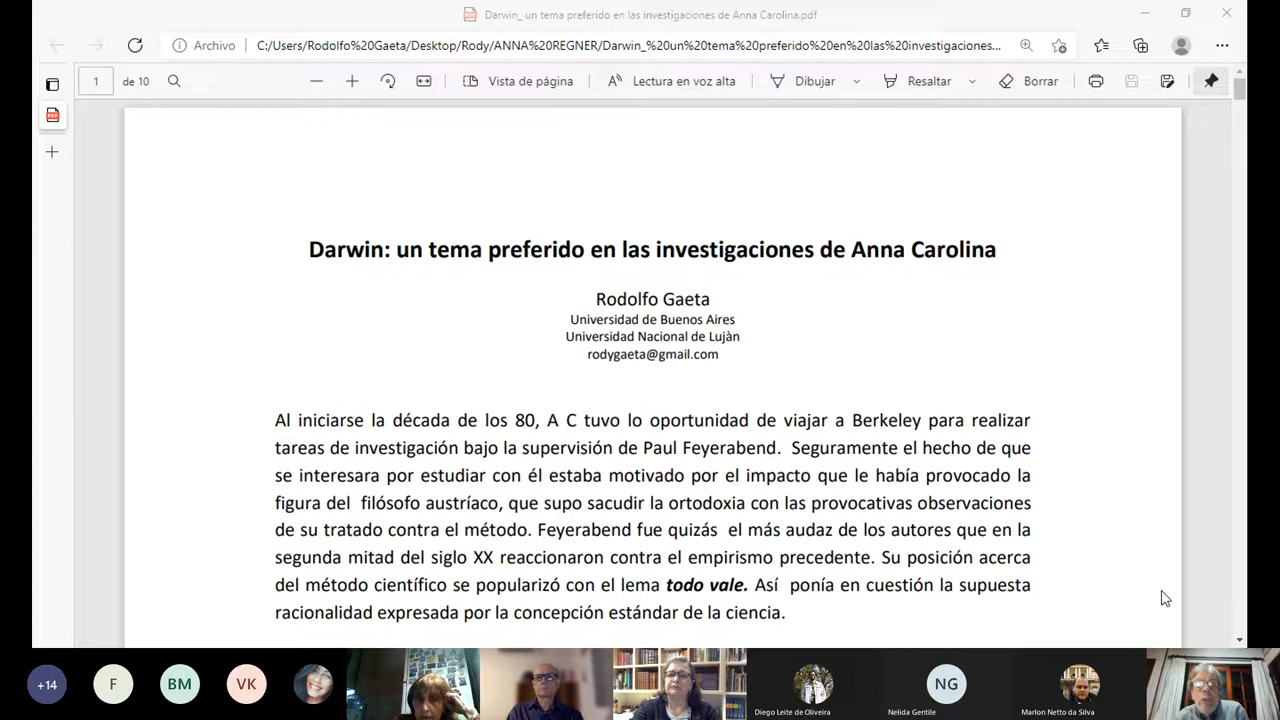 Darwin_ un tema preferido en las investigaciones de Anna Carolina.pdf
Archivo C:/Users/Rodolfo%20Gaeta/Desktop/Rody/ANNA%20REGNER/Darwin_%20un%20tema%20preferido%20en%20las%20investigaciones...
1 de 10 Vista de página Lectura en voz alta Dibujar Resaltar Borrar
Darwin: un tema preferido en las investigaciones de Anna Carolina
Rodolfo Gaeta
Universidad de Buenos Aires
Universidad Nacional de Lujàn
rodygaeta@gmail.com
Al iniciarse la década de los 80, A C tuvo lo oportunidad de viajar a Berkeley para realizar
tareas de investigación bajo la supervisión de Paul Feyerabend. Seguramente el hecho de que
se interesara por estudiar con él estaba motivado por el impacto que le había provocado la
figura del filósofo austríaco, que supo sacudir la ortodoxia con las provocativas observaciones
de su tratado contra el método. Feyerabend fue quizás el más audaz de los autores que en la
segunda mitad del siglo XX reaccionaron contra el empirismo precedente. Su posición acerca
del método científico se popularizó con el lema todo vale. Así ponía en cuestión la supuesta
racionalidad expresada por la concepción estándar de la ciencia.
+14 F BM VK NG
Diego Leite de Oliveira Nelida Gentile Marlon Netto da Silva